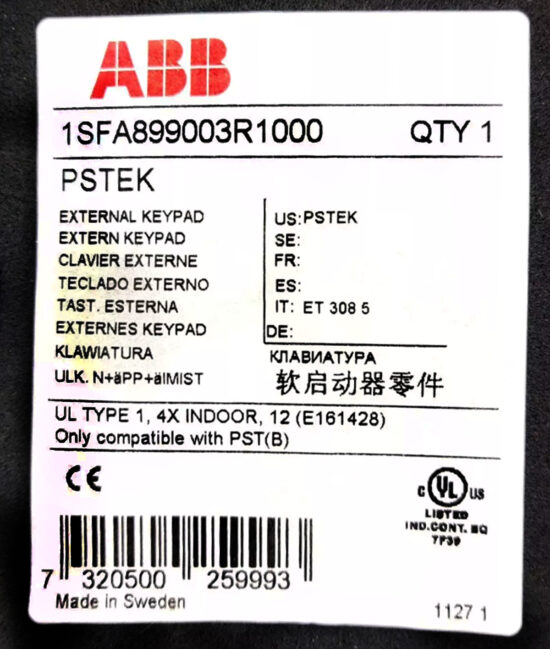 ABB
1SFA899003R1000 QTY 1
PSTEK
EXTERNAL KEYPAD
EXTERN KEYPAD
CLAVIER EXTERNE
TECLADO EXTERNO
TAST. ESTERNA
EXTERNES KEYPAD
KLAWIATURA
ULK. N+äPP+äIMIST
US: PSTEK
SE:
FR:
ES:
IT: ET 308 5
DE:
КЛАВИАТУРА
软启动器零件
UL TYPE 1, 4X INDOOR, 12 (E161428)
Only compatible with PST(B)
CE
C UL US
LISTED
IND.CONT. EQ
7F39
7 320500 259993
Made in Sweden
1127 1